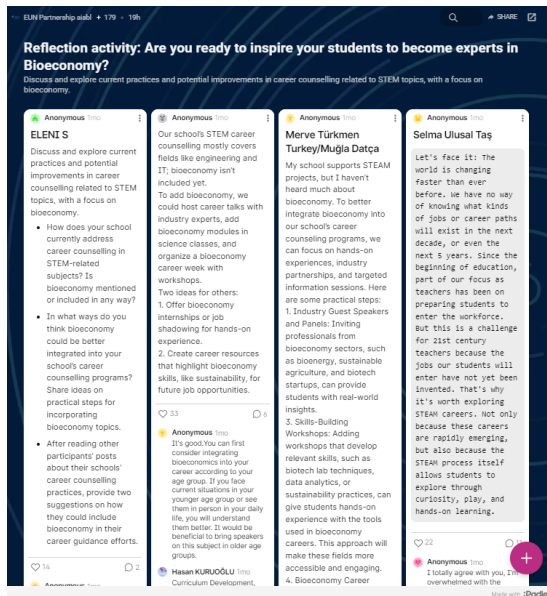 EUN Partnership aisbl + 179 • 19h
SHARE
Reflection activity: Are you ready to inspire your students to become experts in
Bioeconomy?
Discuss and explore current practices and potential improvements in career counselling related to STEM topics, with a focus on
bioeconomy.
Anonymous 1mo
ELENI S
Discuss and explore current
practices and potential
improvements in career
counselling related to STEM
topics, with a focus on
bioeconomy.
• How does your school
currently address
career counselling in
STEM-related
subjects? Is
bioeconomy mentioned
or included in any way?
• In what ways do you
think bioeconomy
could be better
integrated into your
school's career
counselling programs?
Share ideas on
practical steps for
incorporating
bioeconomy topics.
• After reading other
participants' posts
about their schools'
career counselling
practices, provide two
suggestions on how
they could include
bioeconomy in their
career guidance efforts.
14
2
Anonymous 1mo
Anonymous 1mo
Our school's STEM career
counselling mostly covers
fields like engineering and
IT; bioeconomy isn't
included yet.
To add bioeconomy, we
could host career talks with
industry experts, add
bioeconomy modules in
science classes, and
organize a bioeconomy
career week with
workshops.
Two ideas for others:
1. Offer bioeconomy
internships or job
shadowing for hands-on
experience.
2. Create career resources
that highlight bioeconomy
skills, like sustainability, for
future job opportunities.
33
6
Anonymous 1mo
It's good.You can first
consider integrating
bioeconomics into your
career according to your
age group. If you face
current situations in your
younger age group or see
them in person in your daily
life, you will understand
them better. It would be
beneficial to bring speakers
on this subject in older age
groups.
Hasan KURUOĞLU 1mo
Curriculum Development,
Anonymous 1mo
Merve Türkmen
Turkey/Muğla Datça
My school supports STEAM
projects, but I haven't
heard much about
bioeconomy. To better
integrate bioeconomy into
our school's career
counseling programs, we
can focus on hands-on
experiences, industry
partnerships, and targeted
information sessions. Here
are some practical steps:
1. Industry Guest Speakers
and Panels: Inviting
professionals from
bioeconomy sectors, such
as bioenergy, sustainable
agriculture, and biotech
startups, can provide
students with real-world
insights.
3. Skills-Building
Workshops: Adding
workshops that develop
relevant skills, such as
biotech lab techniques,
data analytics, or
sustainability practices, can
give students hands-on
experience with the tools
used in bioeconomy
careers. This approach will
make these fields more
accessible and engaging.
4. Bioeconomy Career
Anonymous 1mo
Selma Ulusal Taş
Let's face it: The
world is changing
faster than ever
before. We have no way
of knowing what kinds
of jobs or career paths
will exist in the next
decade, or even the
next 5 years. Since the
beginning of education,
part of our focus as
teachers has been on
preparing students to
enter the workforce.
But this is a challenge
for 21st century
teachers because the
jobs our students will
enter have not yet been
invented. That's why
it's worth exploring
STEAM careers. Not only
because these careers
are rapidly emerging,
but also because the
STEAM process itself
allows students to
explore through
curiosity, play, and
hands-on learning.
22
Anonymous 1mo
I totally agree with you, I'm
overwhelmed with the
Made with :Padlet